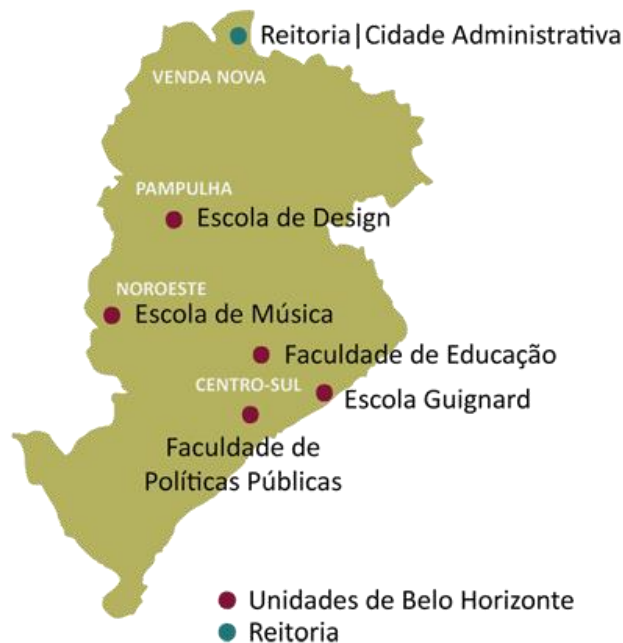 Reitoria|Cidade Administrativa
VENDA NOVA
PAMPULHA
Escola de Design
NOROESTE
Escola de Música
Faculdade de Educação
CENTRO-SUL
Escola Guignard
Faculdade de
Políticas Públicas
Unidades de Belo Horizonte
Reitoria